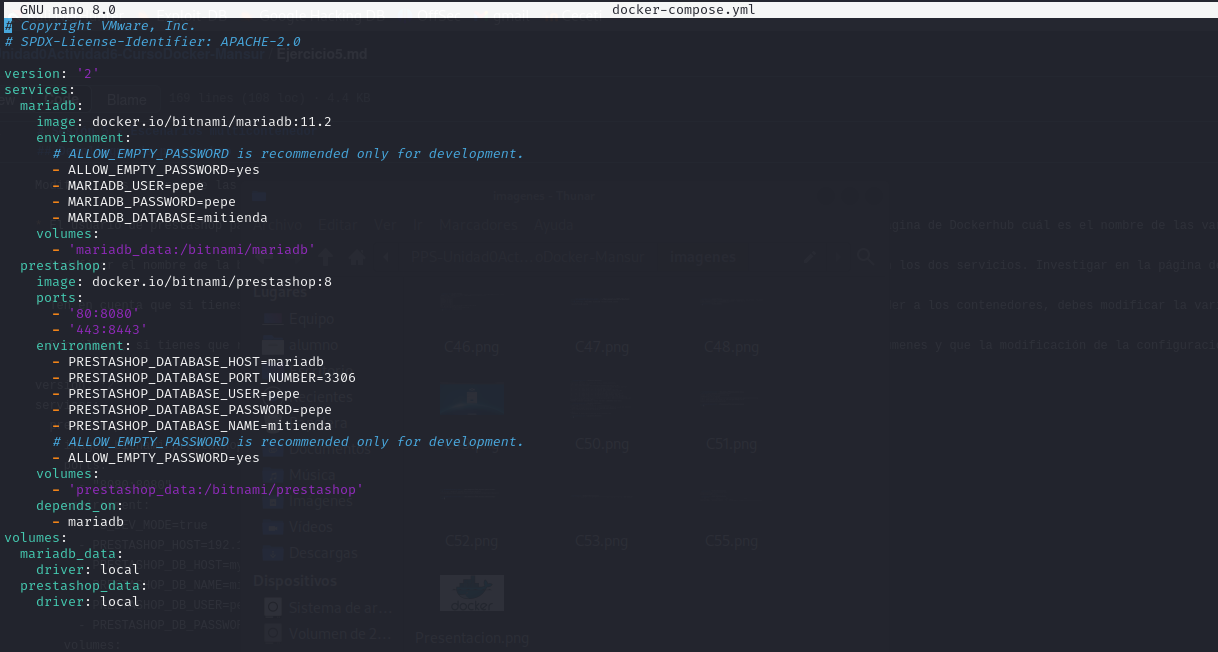 GNU nano 8.0 docker-compose.yml
# Copyright VMware, Inc.
# SPDX-License-Identifier: APACHE-2.0
version: '2'
services:
  mariadb:
    image: docker.io/bitnami/mariadb:11.2
    environment:
      # ALLOW_EMPTY_PASSWORD is recommended only for development.
      - ALLOW_EMPTY_PASSWORD=yes
      - MARIADB_USER=pepe
      - MARIADB_PASSWORD=pepe
      - MARIADB_DATABASE=mitienda
    volumes:
      - 'mariadb_data:/bitnami/mariadb'
  prestashop:
    image: docker.io/bitnami/prestashop:8
    ports:
      - '80:8080'
      - '443:8443'
    environment:
      - PRESTASHOP_DATABASE_HOST=mariadb
      - PRESTASHOP_DATABASE_PORT_NUMBER=3306
      - PRESTASHOP_DATABASE_USER=pepe
      - PRESTASHOP_DATABASE_PASSWORD=pepe
      - PRESTASHOP_DATABASE_NAME=mitienda
      # ALLOW_EMPTY_PASSWORD is recommended only for development.
      - ALLOW_EMPTY_PASSWORD=yes
    volumes:
      - 'prestashop_data:/bitnami/prestashop'
    depends_on:
      - mariadb
volumes:
  mariadb_data:
    driver: local
  prestashop_data:
    driver: local